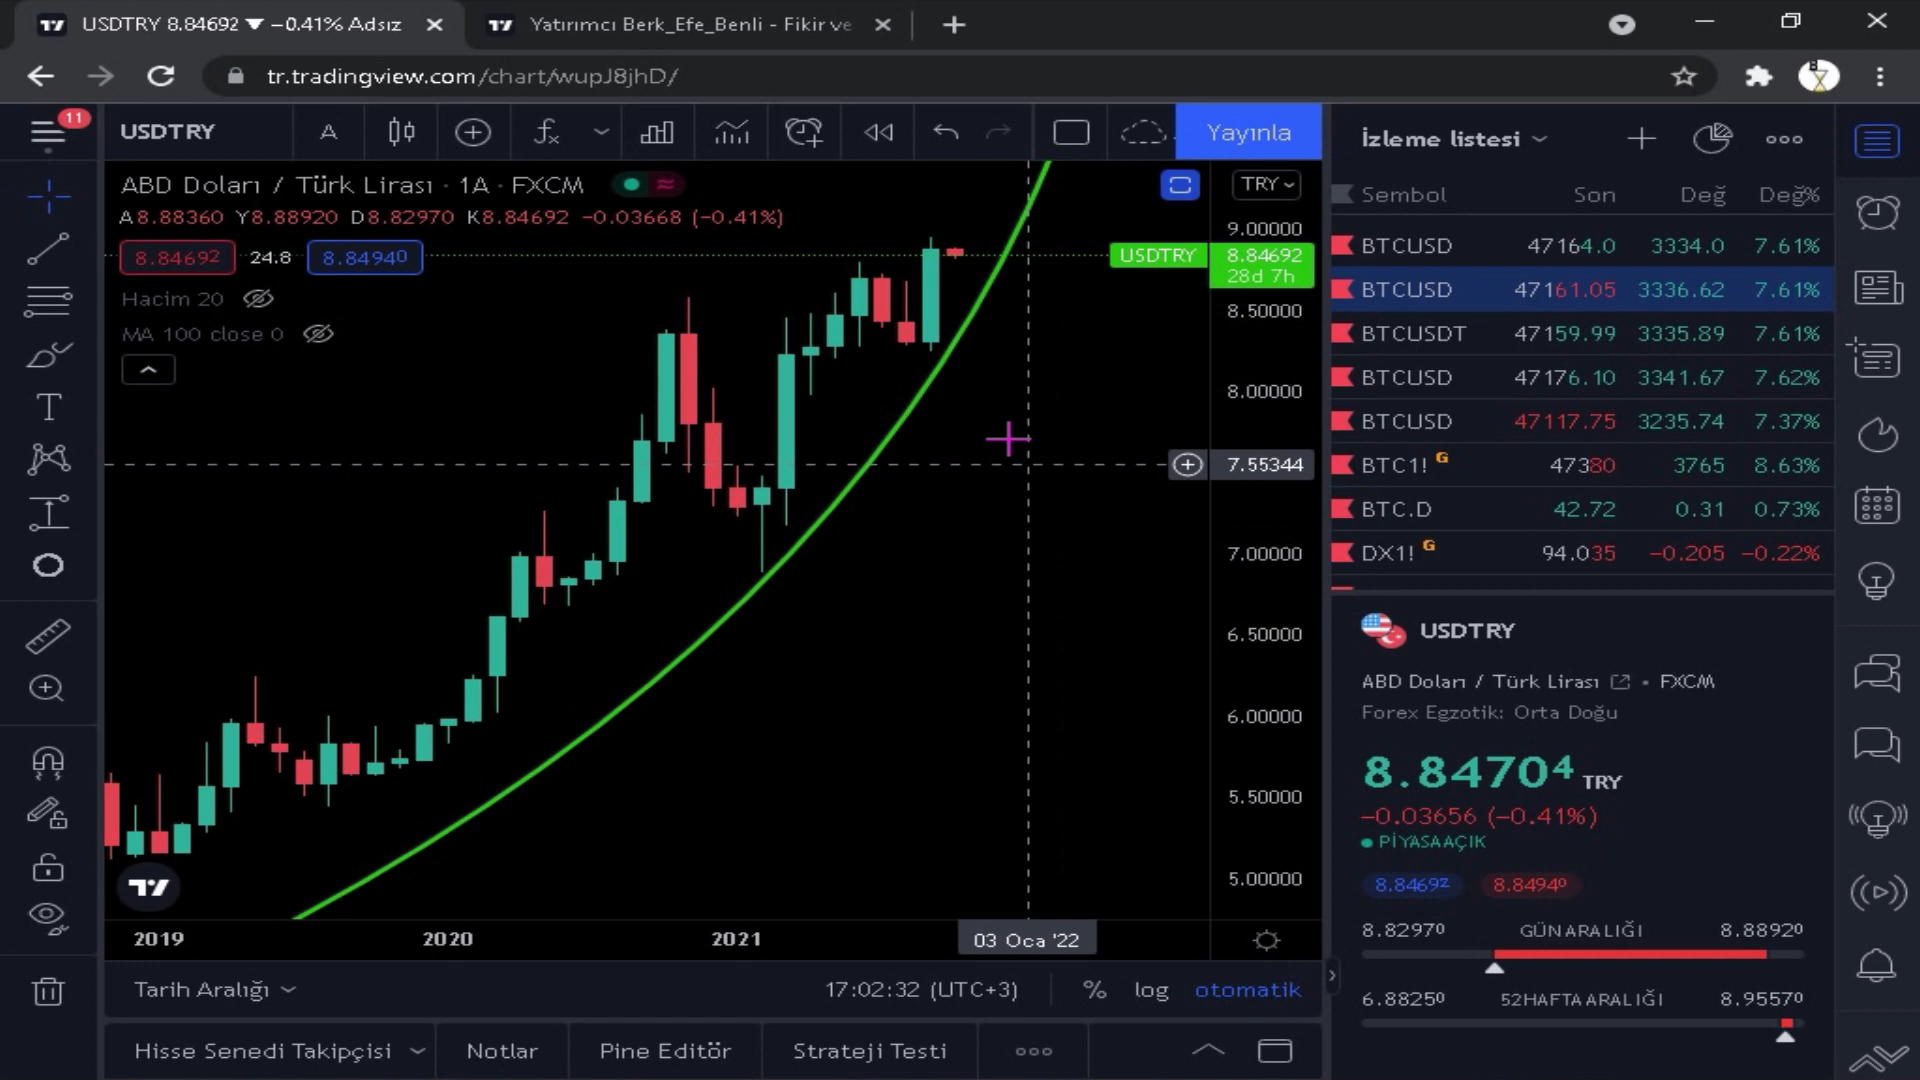 USDTRY 8.84692 ▼ −0.41% Adsız
Yatırımcı Berk_Efe_Benli - Fikir ve
tr.tradingview.com/chart/wupJ8jhD/
11
USDTRY
A
Yayınla
ABD Doları / Türk Lirası · 1A · FXCM
A8.88360 Y8.88920 D8.82970 K8.84692 −0.03668 (−0.41%)
8.84692 24.8 8.84940
Hacim 20
MA 100 close 0
TRY
9.00000
USDTRY 8.84692
28d 7h
8.50000
8.00000
7.55344
7.00000
6.50000
6.00000
5.50000
5.00000
2019 2020 2021 03 Oca '22
Tarih Aralığı 17:02:32 (UTC+3) % log otomatik
Hisse Senedi Takipçisi Notlar Pine Editör Strateji Testi
İzleme listesi
Sembol Son Değ Değ%
BTCUSD 47164.0 3334.0 7.61%
BTCUSD 47161.05 3336.62 7.61%
BTCUSDT 47159.99 3335.89 7.61%
BTCUSD 47176.10 3341.67 7.62%
BTCUSD 47117.75 3235.74 7.37%
BTC1! G 47380 3765 8.63%
BTC.D 42.72 0.31 0.73%
DX1! G 94.035 −0.205 −0.22%
USDTRY
ABD Doları / Türk Lirası • FXCM
Forex Egzotik: Orta Doğu
8.84704 TRY
−0.03656 (−0.41%)
PİYASA AÇIK
8.84692 8.84940
8.82970 GÜN ARALIĞI 8.88920
6.88250 52HAFTA ARALIĞI 8.95570